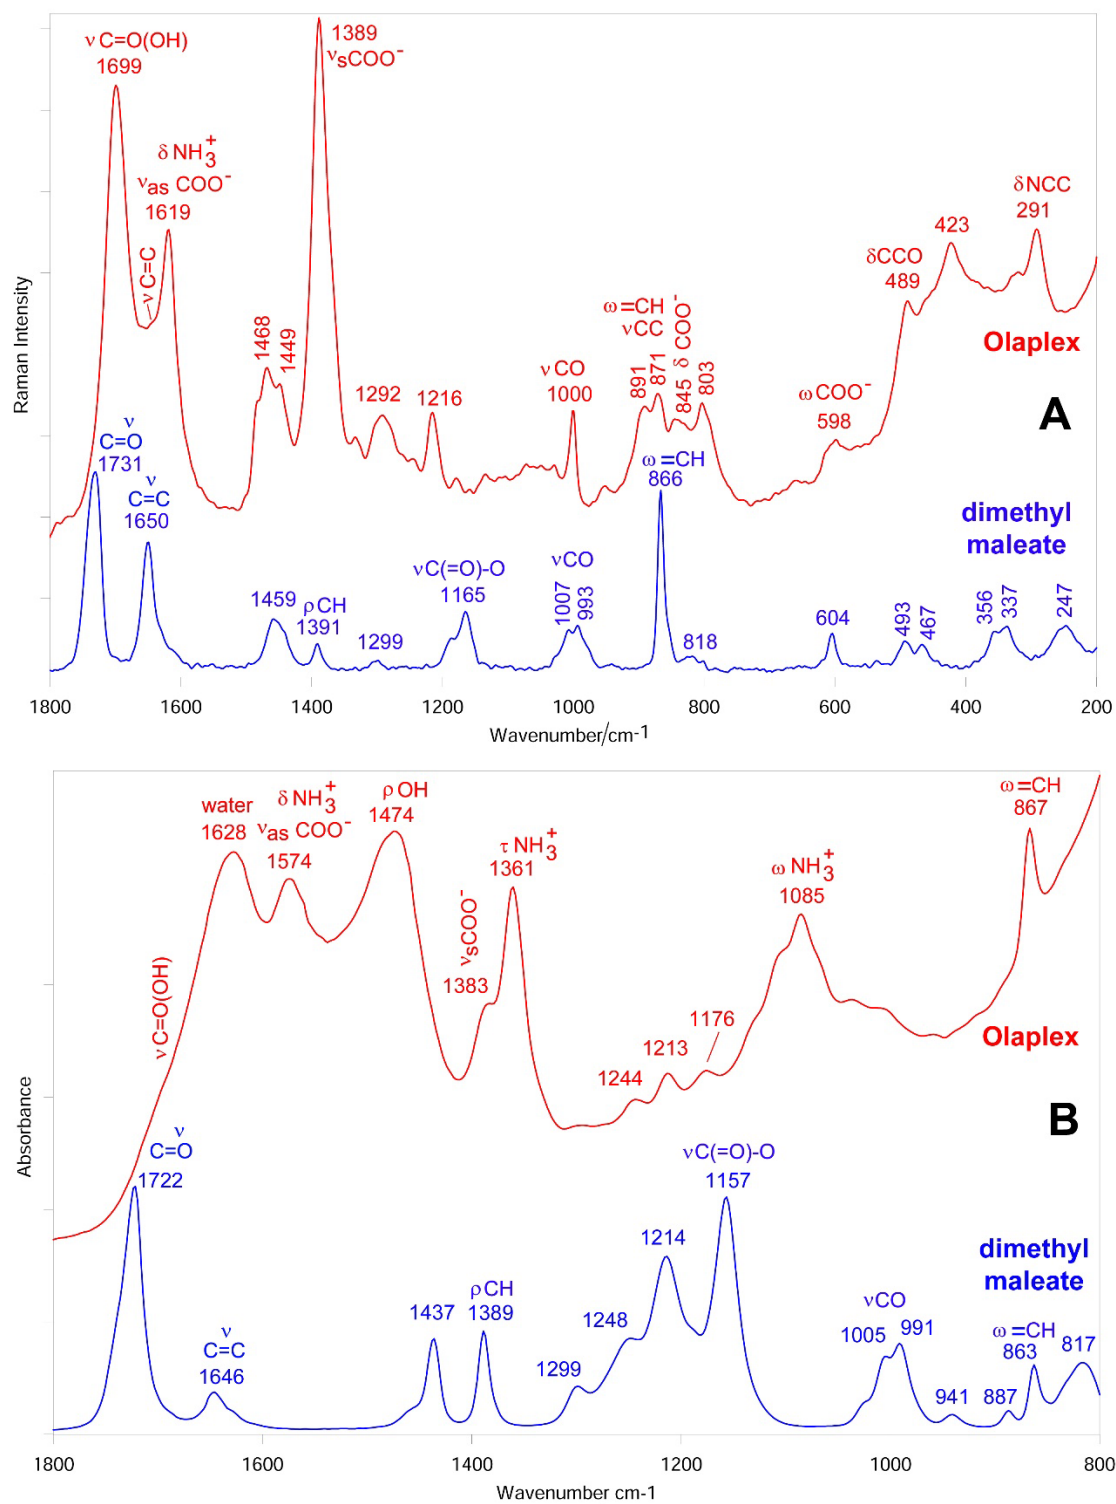 ν C=O(OH)
1699
1389
νsCOO⁻
δ NH₃⁺
νas COO⁻
1619
ν C=C
1468
1449
1292
1216
ν CO
1000
ω=CH
νCC
δ COO⁻
891
871
845
803
ω COO⁻
598
δCCO
489
423
δNCC
291
Olaplex
A
Raman Intensity
ν
C=O
1731
ν
C=C
1650
1459
ρCH
1391
1299
νC(=O)-O
1165
νCO
1007
993
ω =CH
866
818
604
493
467
356
337
247
dimethyl
maleate
1800 1600 1400 1200 1000 800 600 400 200
Wavenumber/cm-1
water
1628
δ NH₃⁺
νas COO⁻
1574
ρ OH
1474
νsCOO⁻
1383
τ NH₃⁺
1361
ν C=O(OH)
1244
1213
1176
ω NH₃⁺
1085
ω =CH
867
Olaplex
B
Absorbance
ν
C=O
1722
ν
C=C
1646
1437
ρ CH
1389
1299
1248
1214
νC(=O)-O
1157
νCO
1005
991
941
887
ω =CH
863
817
dimethyl
maleate
1800 1600 1400 1200 1000 800
Wavenumber cm-1